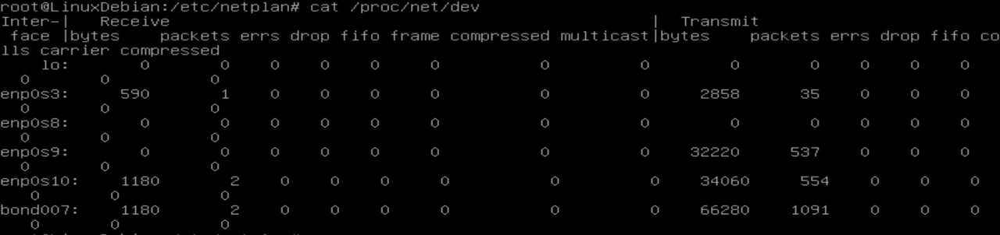 root@LinuxDebian:/etc/netplan# cat /proc/net/dev
Inter-|   Receive                                                |  Transmit
 face |bytes    packets errs drop fifo frame compressed multicast|bytes    packets errs drop fifo co
lls carrier compressed
    lo:       0       0    0    0    0     0          0         0        0       0    0    0    0
  0       0          0
enp0s3:     590       1    0    0    0     0          0         0     2858      35    0    0    0
  0       0          0
enp0s8:       0       0    0    0    0     0          0         0        0       0    0    0    0
  0       0          0
enp0s9:       0       0    0    0    0     0          0         0    32220     537    0    0    0
  0       0          0
enp0s10:    1180       2    0    0    0     0          0         0    34060     554    0    0    0
   0       0          0
bond007:    1180       2    0    0    0     0          0         0    66280    1091    0    0    0
   0       0          0